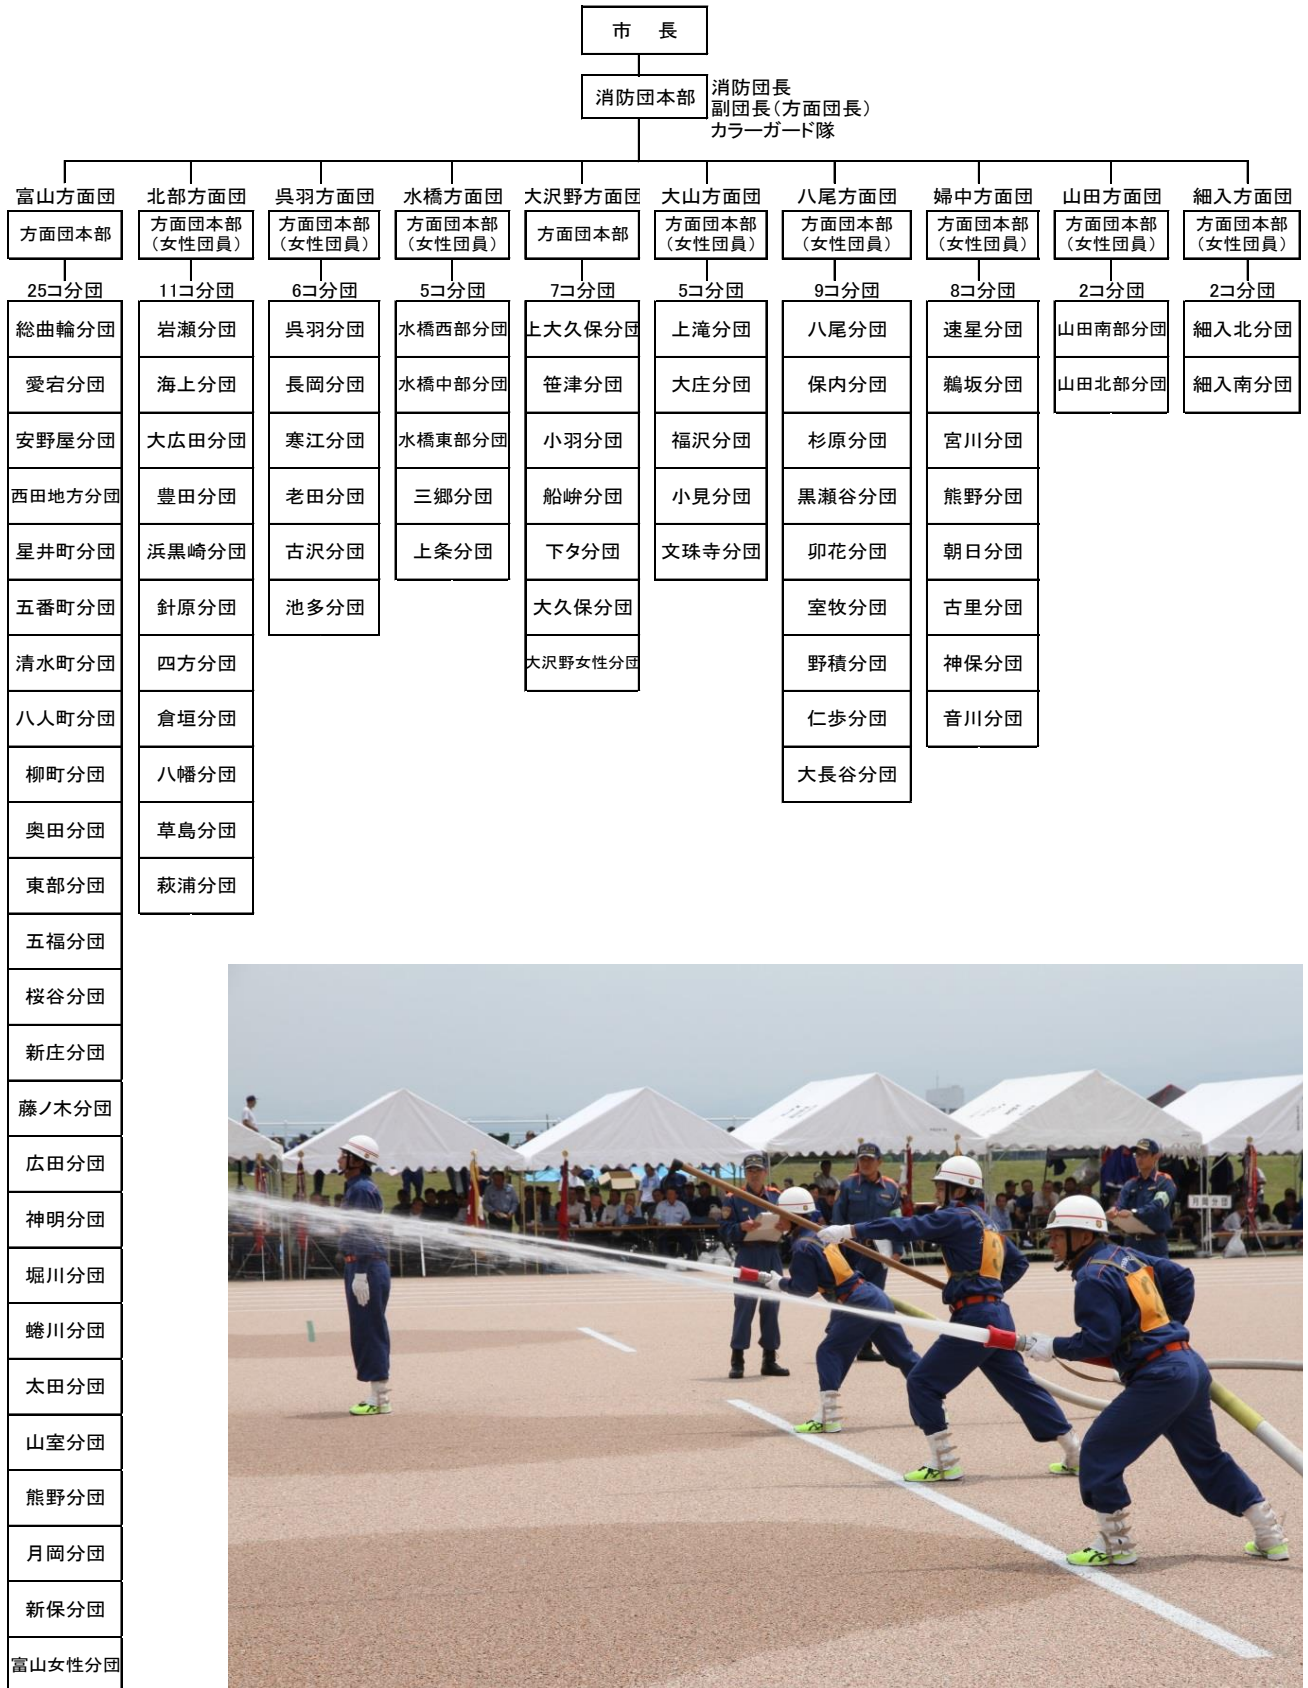 市　長
消防団本部
消防団長
副団長（方面団長）
カラーガード隊
富山方面団
方面団本部
25コ分団
総曲輪分団
愛宕分団
安野屋分団
西田地方分団
星井町分団
五番町分団
清水町分団
八人町分団
柳町分団
奥田分団
東部分団
五福分団
桜谷分団
新庄分団
藤ノ木分団
広田分団
神明分団
堀川分団
蜷川分団
太田分団
山室分団
熊野分団
月岡分団
新保分団
富山女性分団
北部方面団
方面団本部
（女性団員）
11コ分団
岩瀬分団
海上分団
大広田分団
豊田分団
浜黒崎分団
針原分団
四方分団
倉垣分団
八幡分団
草島分団
萩浦分団
呉羽方面団
方面団本部
（女性団員）
6コ分団
呉羽分団
長岡分団
寒江分団
老田分団
古沢分団
池多分団
水橋方面団
方面団本部
（女性団員）
5コ分団
水橋西部分団
水橋中部分団
水橋東部分団
三郷分団
上条分団
大沢野方面団
方面団本部
7コ分団
上大久保分団
笹津分団
小羽分団
船峅分団
下タ分団
大久保分団
大沢野女性分団
大山方面団
方面団本部
（女性団員）
5コ分団
上滝分団
大庄分団
福沢分団
小見分団
文珠寺分団
八尾方面団
方面団本部
（女性団員）
9コ分団
八尾分団
保内分団
杉原分団
黒瀬谷分団
卯花分団
室牧分団
野積分団
仁歩分団
大長谷分団
婦中方面団
方面団本部
（女性団員）
8コ分団
速星分団
鵜坂分団
宮川分団
熊野分団
朝日分団
古里分団
神保分団
音川分団
山田方面団
方面団本部
（女性団員）
2コ分団
山田南部分団
山田北部分団
細入方面団
方面団本部
（女性団員）
2コ分団
細入北分団
細入南分団
月岡分団